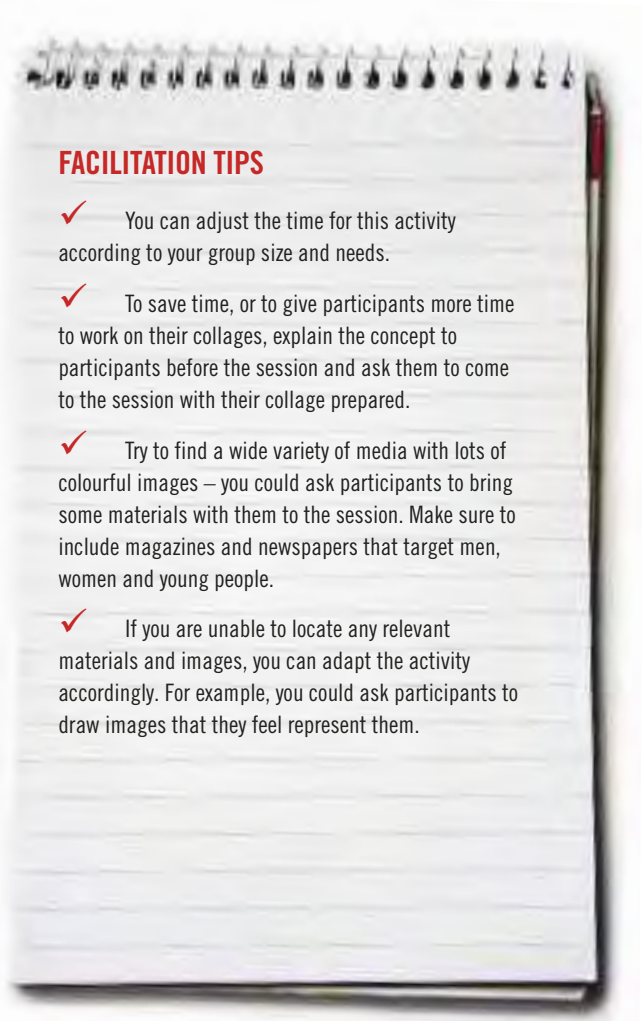 FACILITATION TIPS
✓ You can adjust the time for this activity
according to your group size and needs.
✓ To save time, or to give participants more time
to work on their collages, explain the concept to
participants before the session and ask them to come
to the session with their collage prepared.
✓ Try to find a wide variety of media with lots of
colourful images – you could ask participants to bring
some materials with them to the session. Make sure to
include magazines and newspapers that target men,
women and young people.
✓ If you are unable to locate any relevant
materials and images, you can adapt the activity
accordingly. For example, you could ask participants to
draw images that they feel represent them.